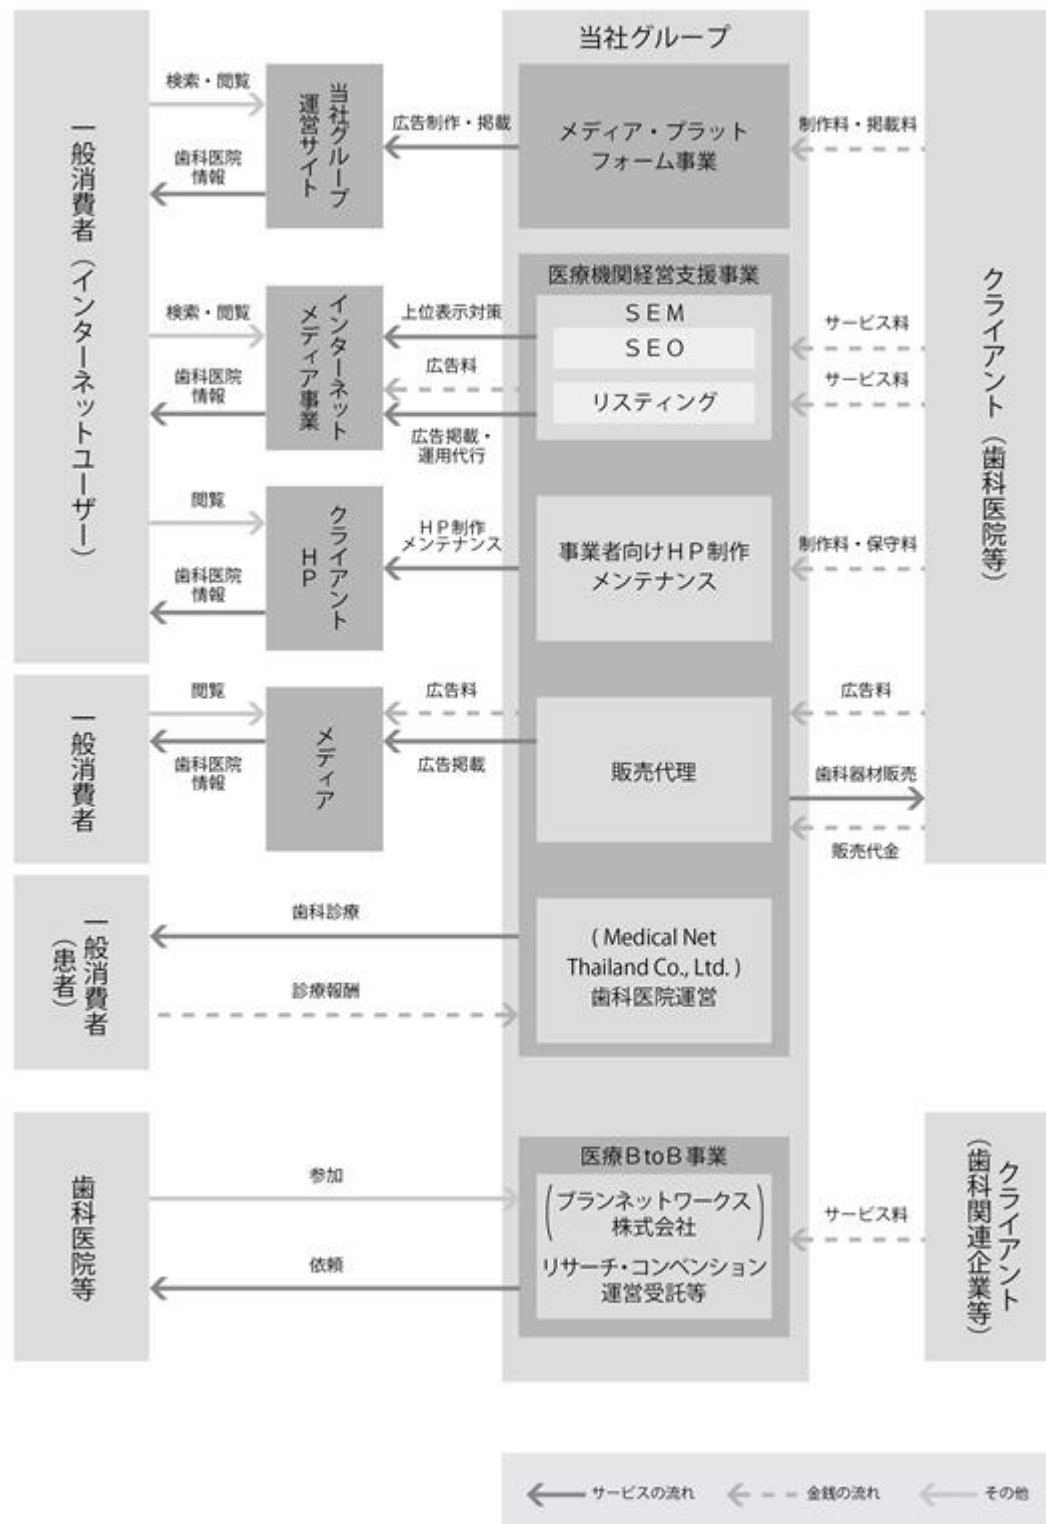 当社グループ
一般消費者（インターネットユーザー）
検索・閲覧
歯科医院
情報
当社グループ
運営サイト
広告制作・掲載
メディア・プラット
フォーム事業
制作料・掲載料
クライアント（歯科医院等）
医療機関経営支援事業
検索・閲覧
歯科医院
情報
インターネット
メディア事業
上位表示対策
広告料
広告掲載・
運用代行
ＳＥＭ
ＳＥＯ
リスティング
サービス料
サービス料
閲覧
歯科医院
情報
クライアント
ＨＰ
ＨＰ制作
メンテナンス
事業者向けＨＰ制作
メンテナンス
制作料・保守料
一般消費者
閲覧
歯科医院
情報
メディア
広告料
広告掲載
販売代理
広告料
歯科器材販売
販売代金
一般消費者
（患者）
歯科診療
診療報酬
( Medical Net
Thailand Co., Ltd. )
歯科医院運営
歯科医院等
参加
依頼
医療ＢtoＢ事業
（ブランネットワークス
株式会社）
リサーチ・コンベンション
運営受託等
サービス料
クライアント
（歯科関連企業等）
サービスの流れ
金銭の流れ
その他